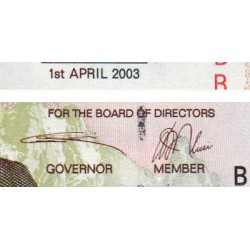 1st APRIL 2003
R
FOR THE BOARD OF DIRECTORS
GOVERNOR MEMBER
B